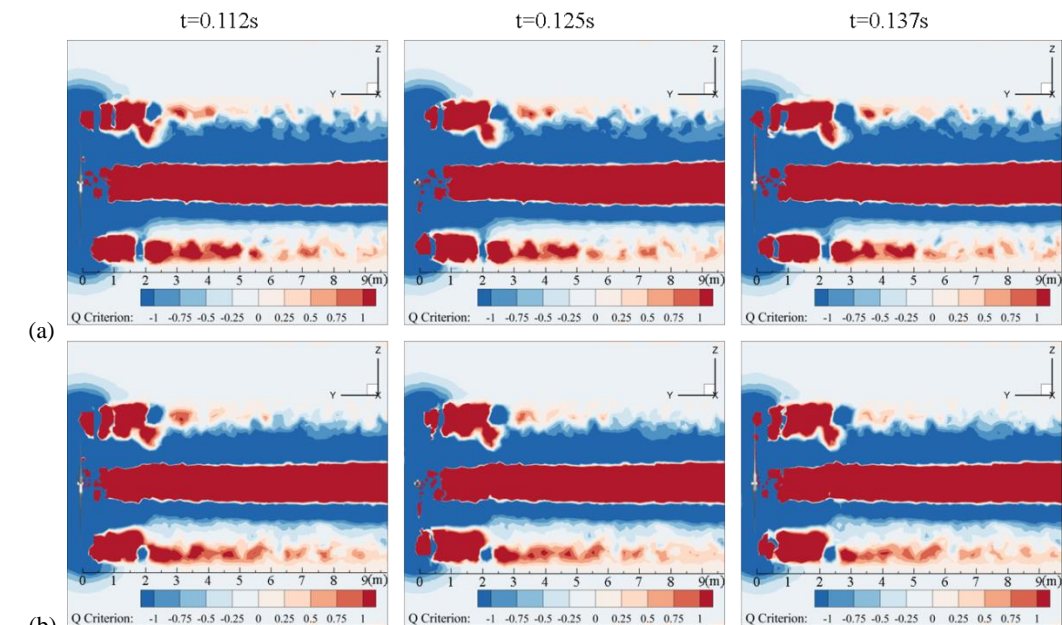 t=0.112s t=0.125s t=0.137s
Z Z Z
Y X Y X Y X
0 1 2 3 4 5 6 7 8 9(m) 0 1 2 3 4 5 6 7 8 9(m) 0 1 2 3 4 5 6 7 8 9(m)
Q Criterion: -1 -0.75 -0.5 -0.25 0 0.25 0.5 0.75 1 Q Criterion: -1 -0.75 -0.5 -0.25 0 0.25 0.5 0.75 1 Q Criterion: -1 -0.75 -0.5 -0.25 0 0.25 0.5 0.75 1
(a)
Z Z Z
Y X Y X Y X
0 1 2 3 4 5 6 7 8 9(m) 0 1 2 3 4 5 6 7 8 9(m) 0 1 2 3 4 5 6 7 8 9(m)
Q Criterion: -1 -0.75 -0.5 -0.25 0 0.25 0.5 0.75 1 Q Criterion: -1 -0.75 -0.5 -0.25 0 0.25 0.5 0.75 1 Q Criterion: -1 -0.75 -0.5 -0.25 0 0.25 0.5 0.75 1
(b)